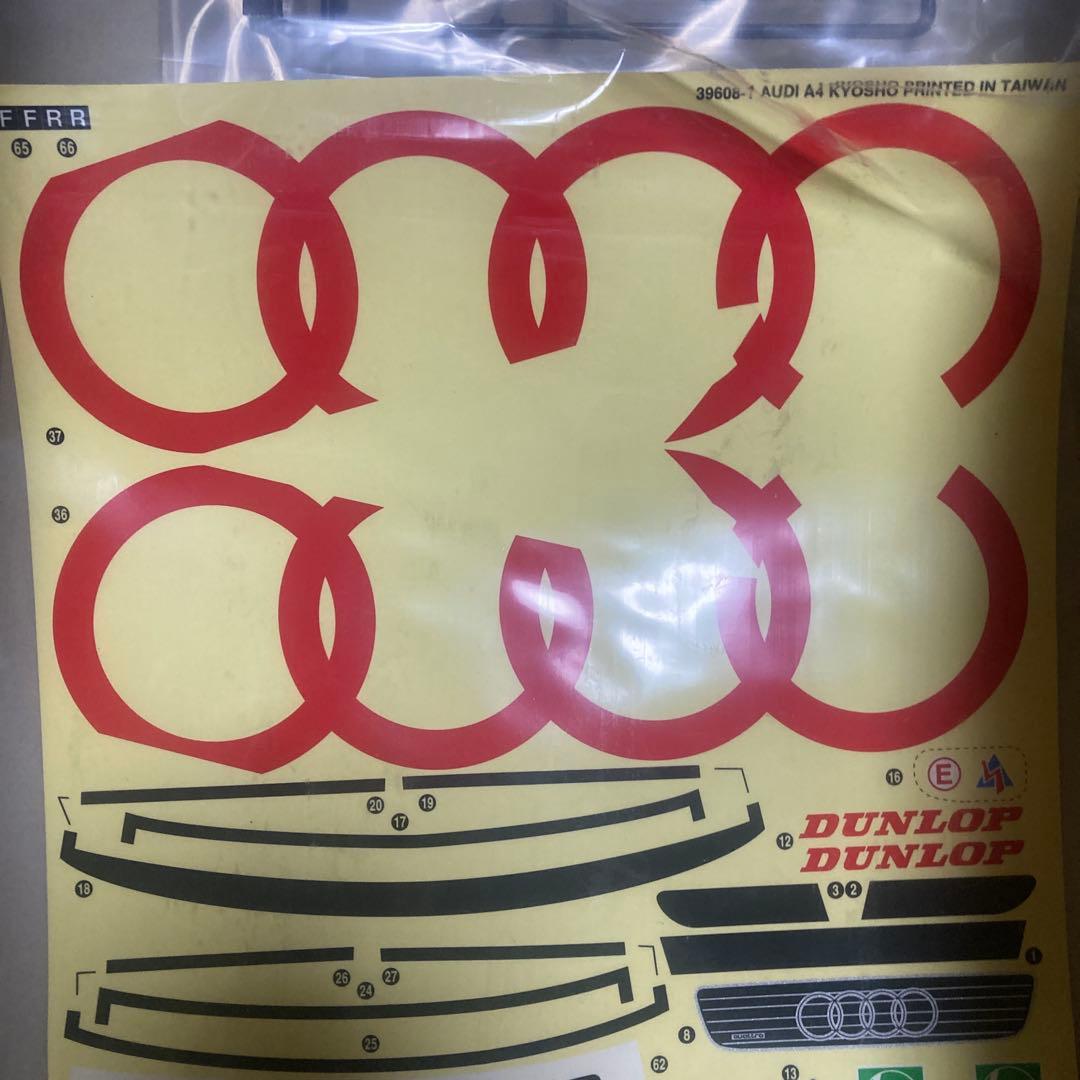 39608-1 AUDI A4 KYOSHO PRINTED IN TAIWAN
F F R R
65 66
37
36
16 E
20 19
17
12 DUNLOP
DUNLOP
18
3 2
26 27
24
1
quattro
8
25
62
13